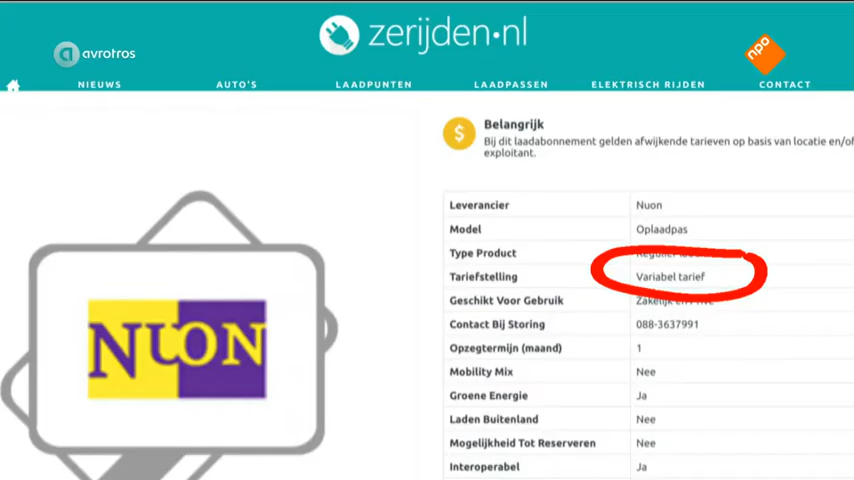 zerijden•nl
avrotros
npo
NIEUWS AUTO'S LAADPUNTEN LAADPASSEN ELEKTRISCH RIJDEN CONTACT
Belangrijk
Bij dit laadabonnement gelden afwijkende tarieven op basis van locatie en/of
exploitant.
Leverancier Nuon
Model Oplaadpas
Type Product
Tariefstelling Variabel tarief
Geschikt Voor Gebruik Zakelijk
Contact Bij Storing 088-3637991
Opzegtermijn (maand) 1
Mobility Mix Nee
Groene Energie Ja
Laden Buitenland Nee
Mogelijkheid Tot Reserveren Nee
Interoperabel Ja
NUON